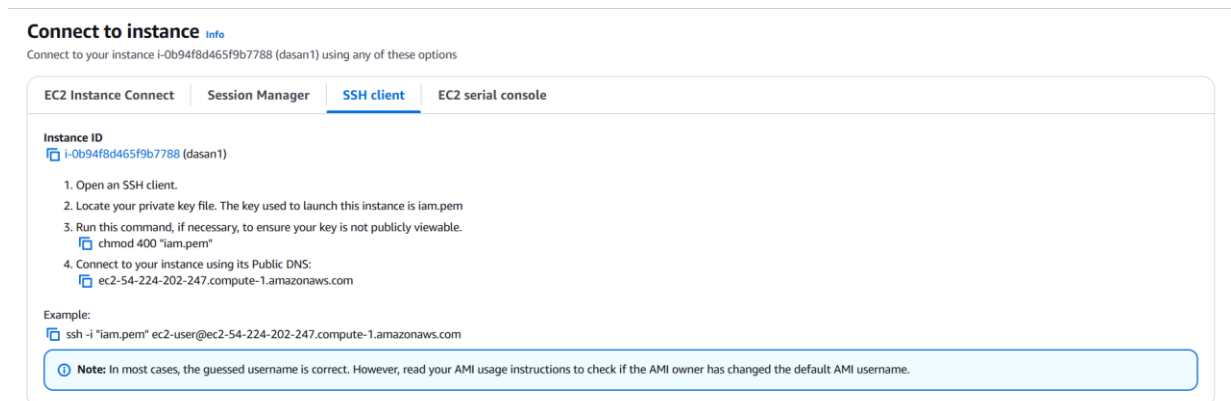 Connect to instance Info
Connect to your instance i-0b94f8d465f9b7788 (dasan1) using any of these options
EC2 Instance Connect Session Manager SSH client EC2 serial console
Instance ID
i-0b94f8d465f9b7788 (dasan1)
1. Open an SSH client.
2. Locate your private key file. The key used to launch this instance is iam.pem
3. Run this command, if necessary, to ensure your key is not publicly viewable.
chmod 400 "iam.pem"
4. Connect to your instance using its Public DNS:
ec2-54-224-202-247.compute-1.amazonaws.com
Example:
ssh -i "iam.pem" ec2-user@ec2-54-224-202-247.compute-1.amazonaws.com
Note: In most cases, the guessed username is correct. However, read your AMI usage instructions to check if the AMI owner has changed the default AMI username.